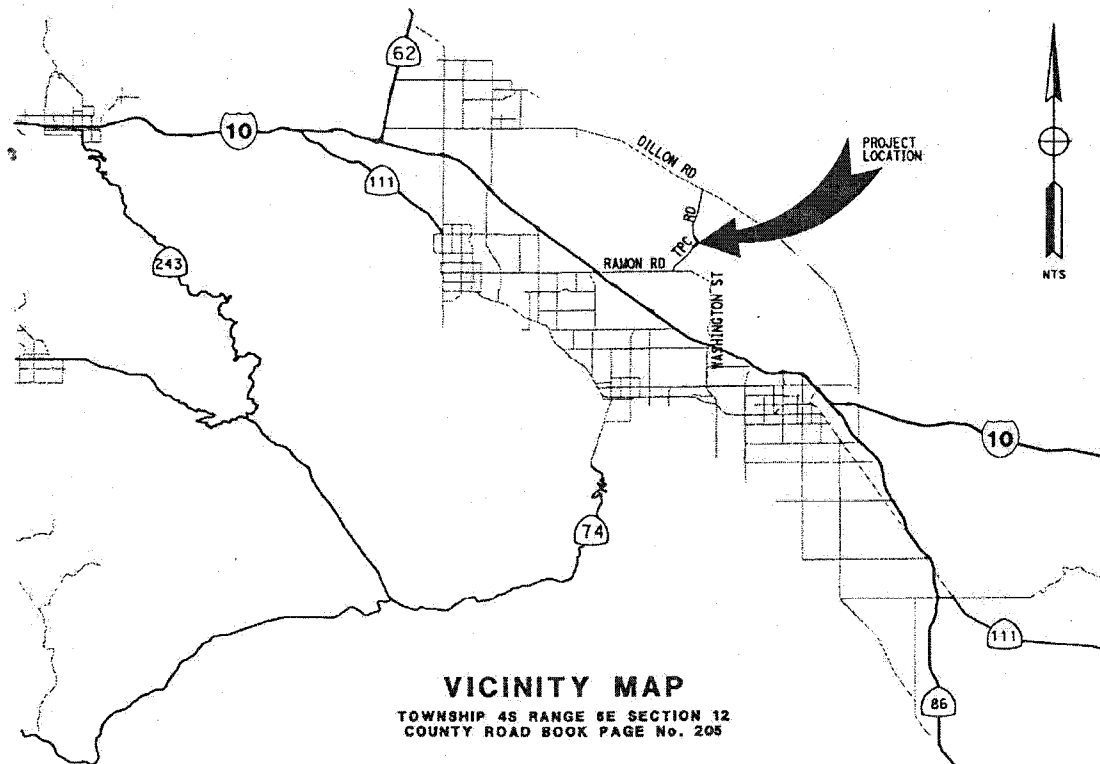 62
10
DILLON RD
PROJECT
LOCATION
111
TPC RD
243
RAMON RD
NTS
WASHINGTON ST
10
74
111
86
VICINITY MAP
TOWNSHIP 4S RANGE 6E SECTION 12
COUNTY ROAD BOOK PAGE No. 205